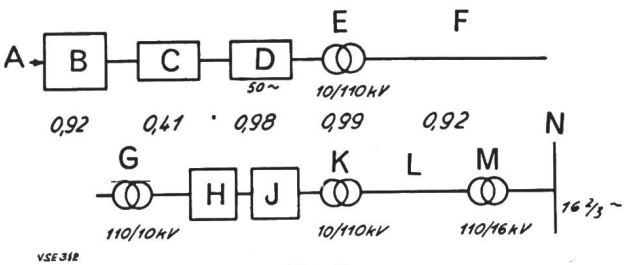 E F
A B C D
50~ 10/110kV
0,92 0,41 0,98 0,99 0,92
N
G K L M
H J
16 2/3 ~
110/10kV 10/110kV 110/16kV
VSE 312